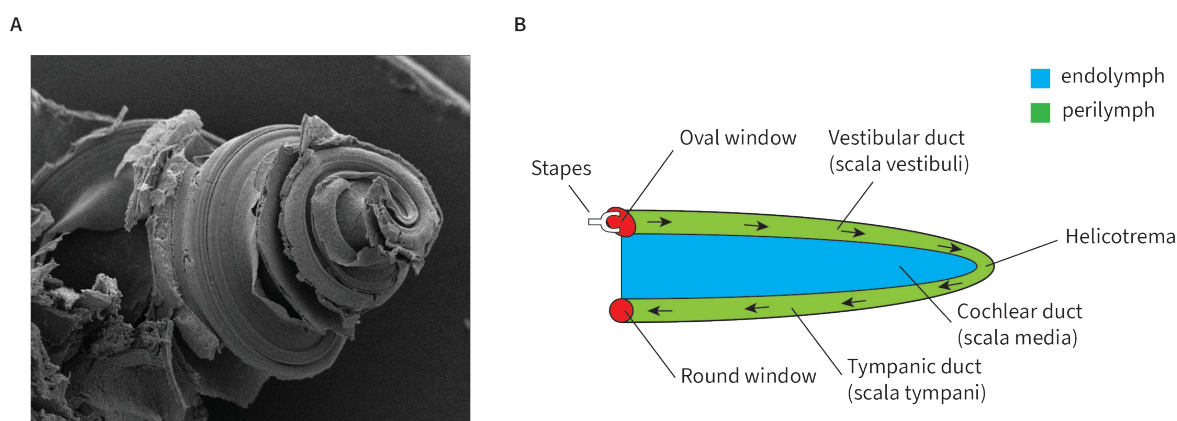 A
B
endolymph
perilymph
Oval window
Vestibular duct
(scala vestibuli)
Stapes
Helicotrema
Cochlear duct
(scala media)
Round window
Tympanic duct
(scala tympani)